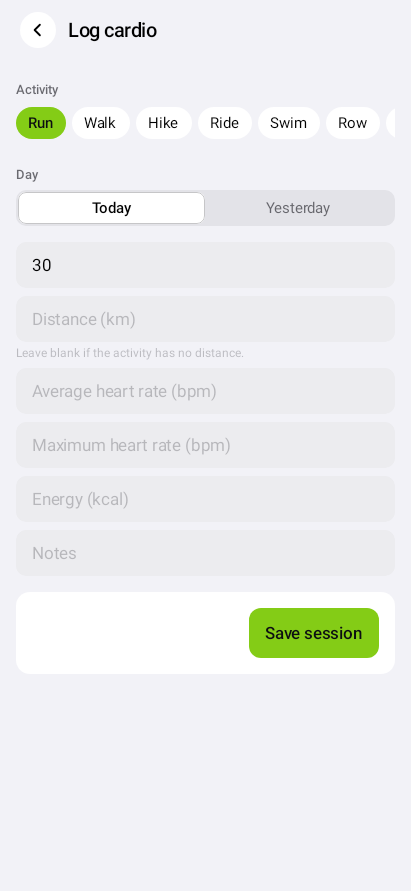 Log cardio
Activity
Run Walk Hike Ride Swim Row
Day
Today Yesterday
30
Distance (km)
Leave blank if the activity has no distance.
Average heart rate (bpm)
Maximum heart rate (bpm)
Energy (kcal)
Notes
Save session